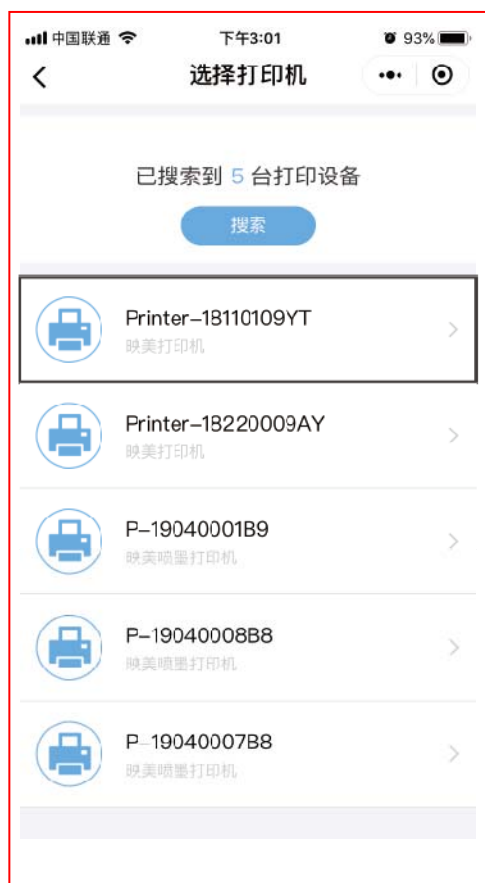 中国联通 下午3:01 93%
选择打印机
已搜索到 5 台打印设备
搜索
Printer-18110109YT
映美打印机
Printer-18220009AY
映美打印机
P-19040001B9
映美喷墨打印机
P-19040008B8
映美喷墨打印机
P-19040007B8
映美喷墨打印机